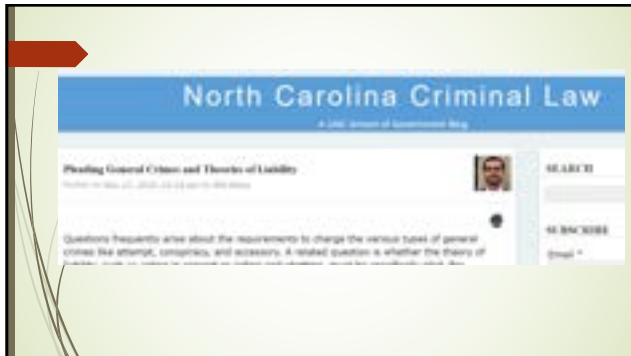 North Carolina Criminal Law
A UNC School of Government Blog
Pleading General Crimes and Theories of Liability
SEARCH
Questions frequently arise about the requirements to charge the various types of general
SUBSCRIBE
crimes like attempt, conspiracy, and accessory. A related question is whether the theory of
Email *